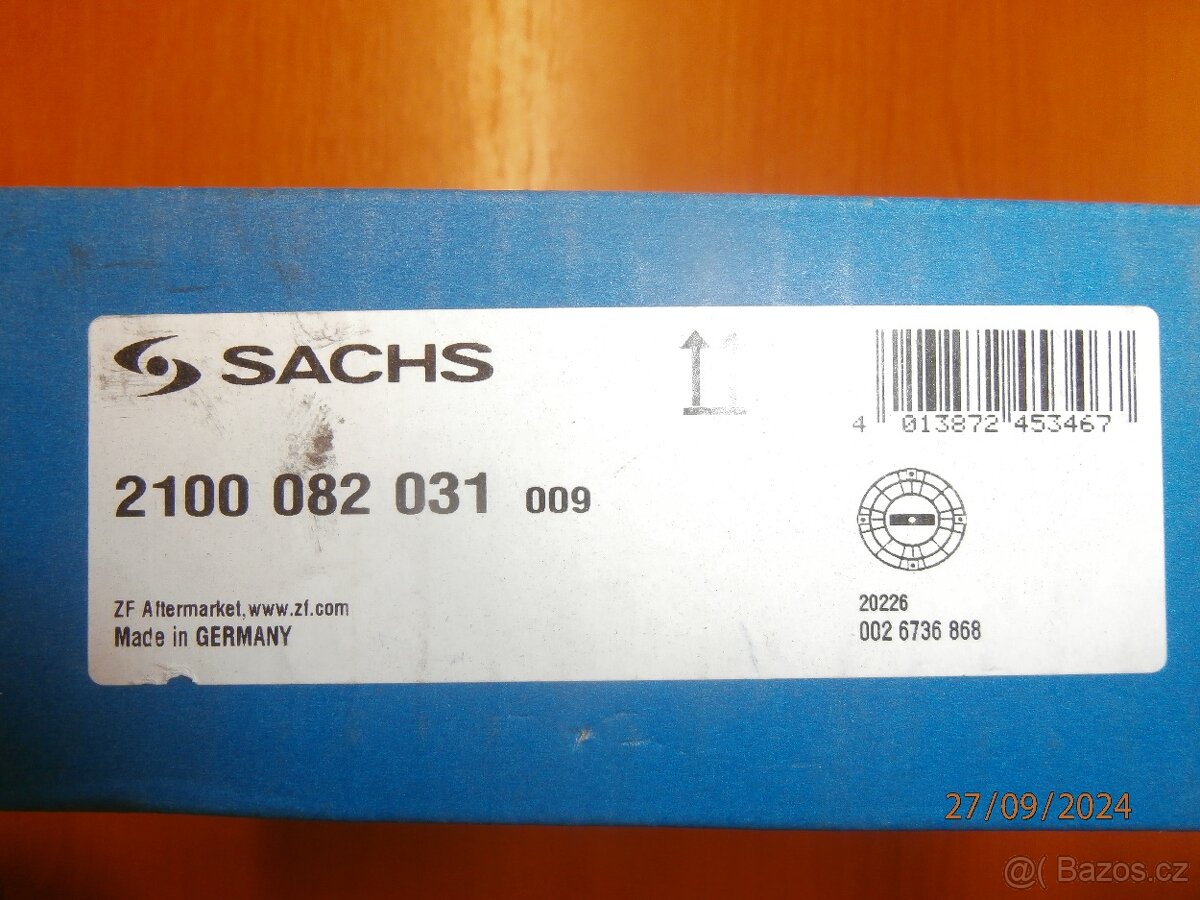 SACHS
4 013872 453467
2100 082 031 009
ZF Aftermarket, www.zf.com
Made in GERMANY
20226
002 6736 868
27/09/2024
@( Bazos.cz